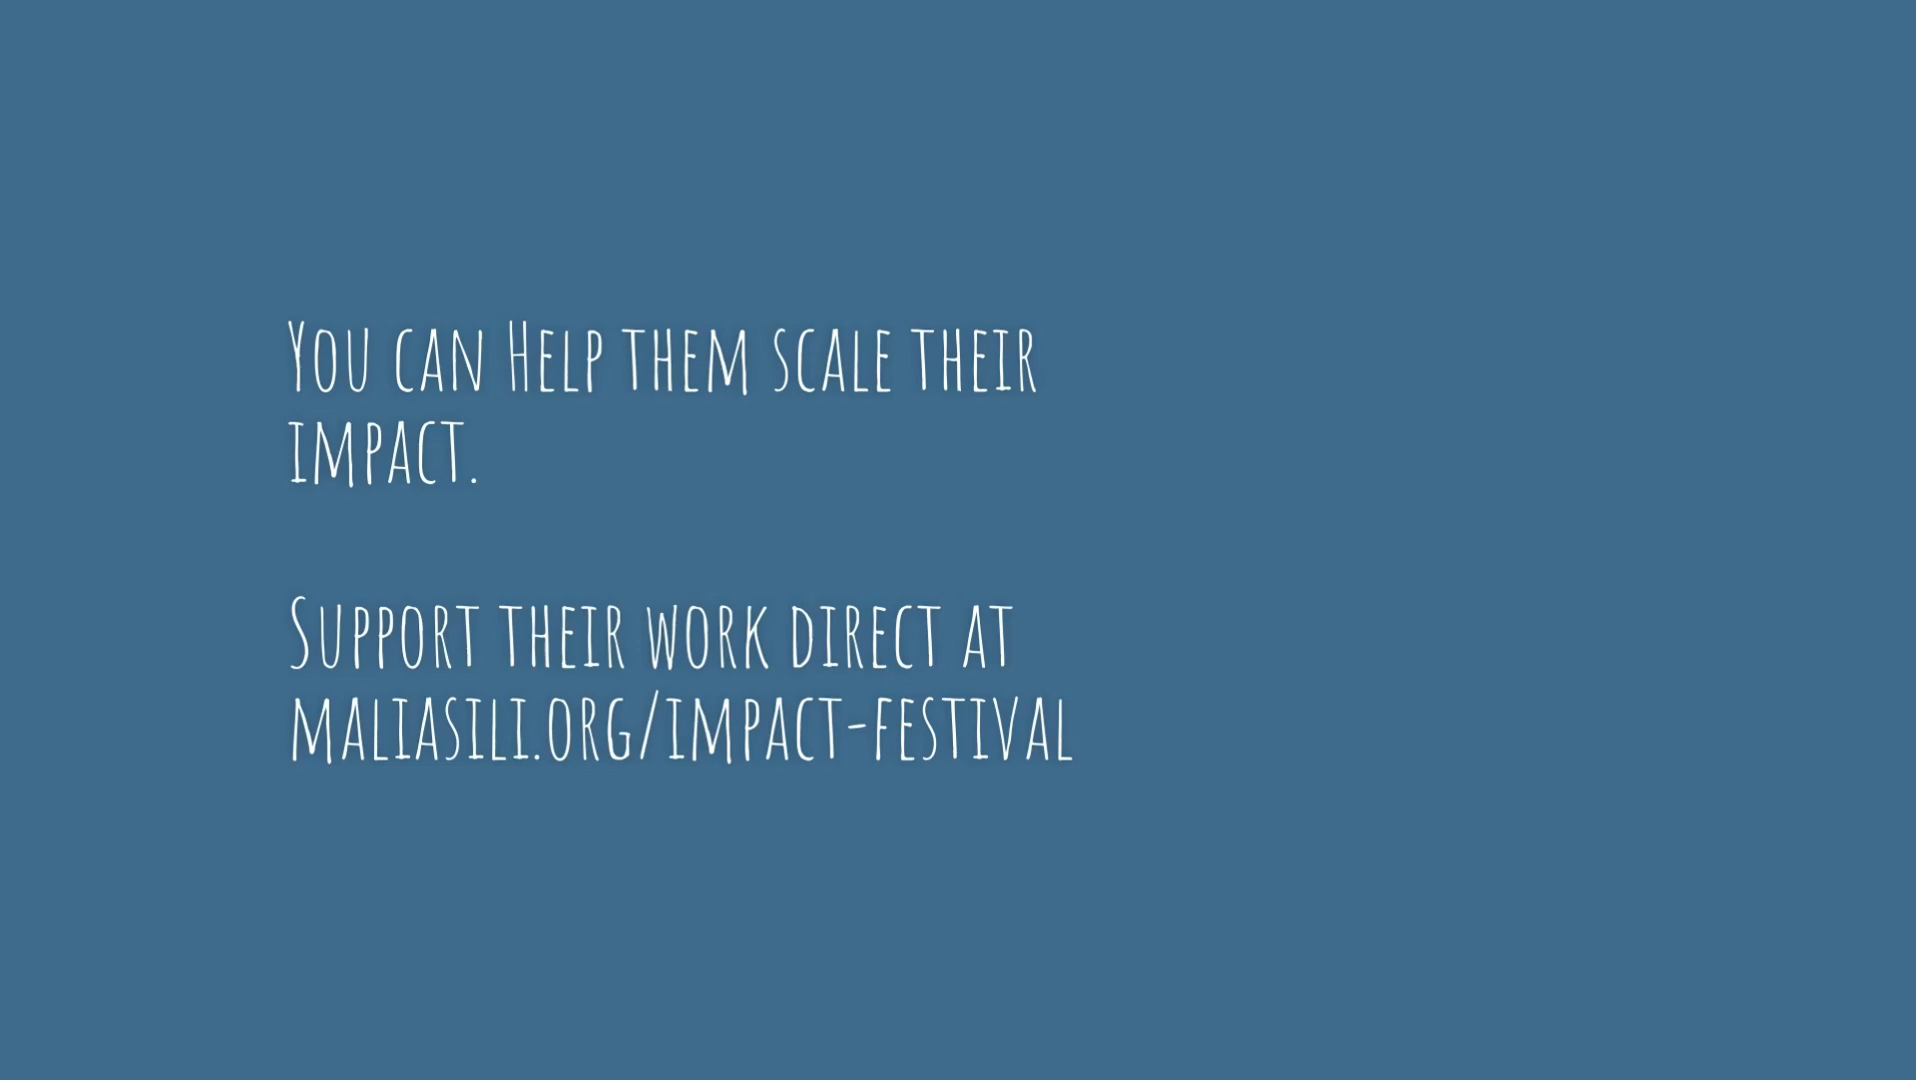 You can Help them scale their
impact.
Support their work direct at
maliasili.org/impact-festival